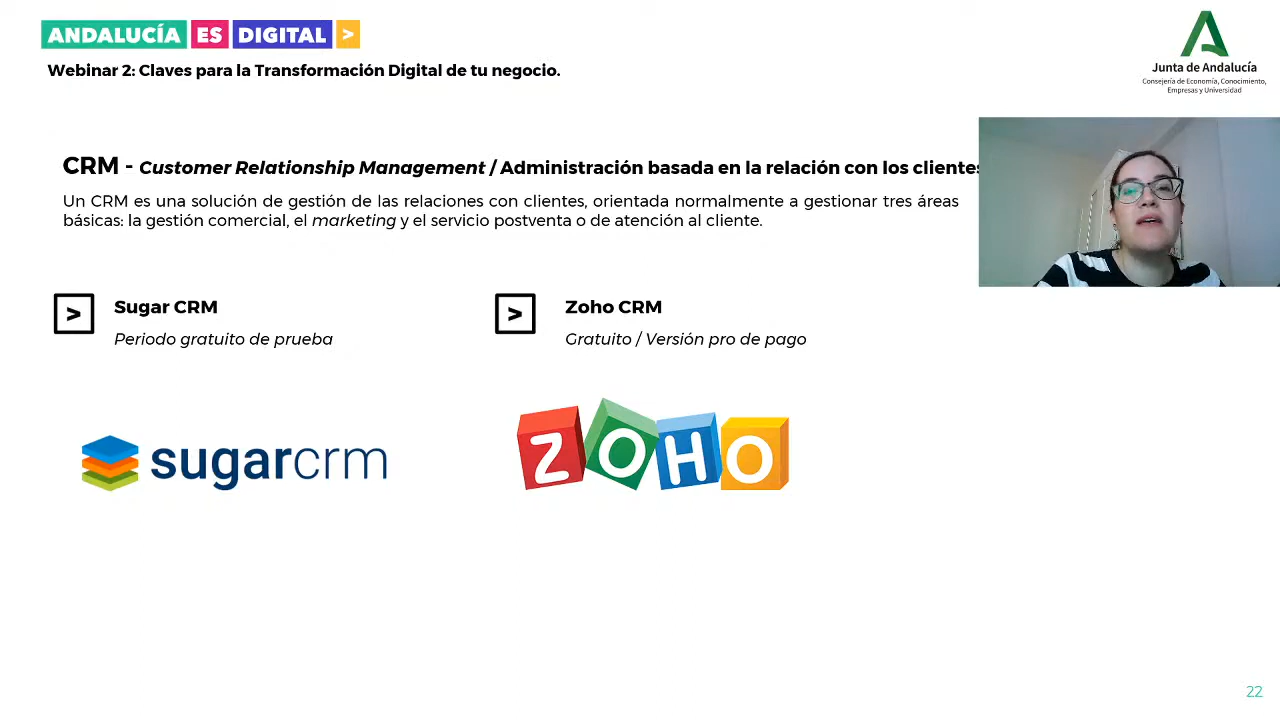 ANDALUCÍA ES DIGITAL >
Webinar 2: Claves para la Transformación Digital de tu negocio.
Junta de Andalucía
Consejería de Economía, Conocimiento,
Empresas y Universidad
CRM - Customer Relationship Management / Administración basada en la relación con los clientes
Un CRM es una solución de gestión de las relaciones con clientes, orientada normalmente a gestionar tres áreas
básicas: la gestión comercial, el marketing y el servicio postventa o de atención al cliente.
> Sugar CRM
Periodo gratuito de prueba
> Zoho CRM
Gratuito / Versión pro de pago
sugarcrm
ZOHO
22